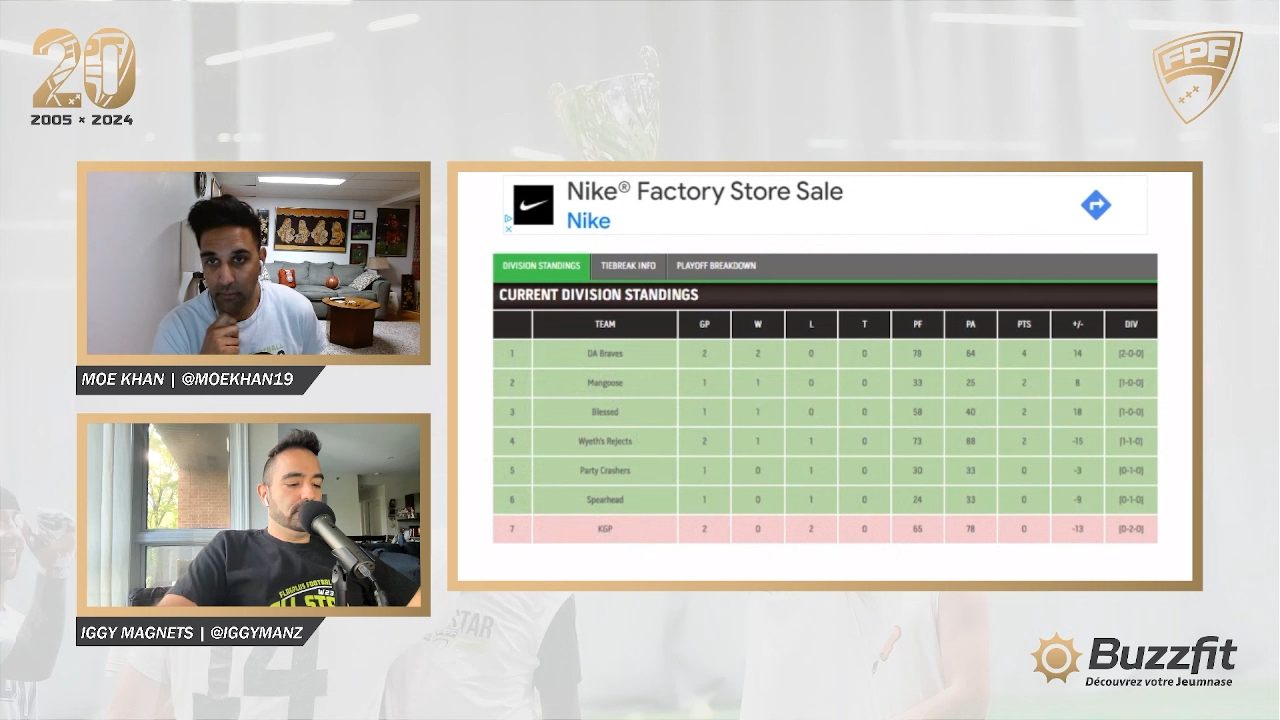 20
2005 × 2024
FPF
MOE KHAN | @MOEKHAN19
IGGY MAGNETS | @IGGYMANZ
Nike® Factory Store Sale
Nike
DIVISION STANDINGS TIEBREAK INFO PLAYOFF BREAKDOWN
CURRENT DIVISION STANDINGS
TEAM GP W L T PF PA PTS +/- DIV
1 DA Braves 2 2 0 0 78 64 4 14 [2-0-0]
2 Mangoose 1 1 0 0 33 25 2 8 [1-0-0]
3 Blessed 1 1 0 0 58 40 2 18 [1-0-0]
4 Wyeth's Rejects 2 1 1 0 73 88 2 -15 [1-1-0]
5 Party Crashers 1 0 1 0 30 33 0 -3 [0-1-0]
6 Spearhead 1 0 1 0 24 33 0 -9 [0-1-0]
7 KGP 2 0 2 0 65 78 0 -13 [0-2-0]
FLAGPLUS FOOTBALL
W23
STAR
14
Buzzfit
Découvrez votre Jeumnase